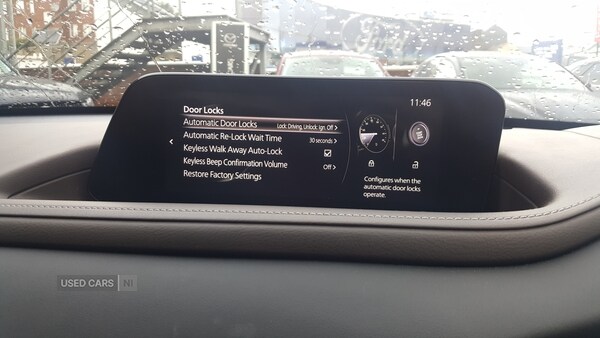 Ford
mazda
11:46
Door Locks
Automatic Door Locks Lock: Driving, Unlock: Ign. Off
Automatic Re-Lock Wait Time 30 seconds
Keyless Walk Away Auto-Lock
Keyless Beep Confirmation Volume Off
Restore Factory Settings
Configures when the
automatic door locks
operate.
USED CARS NI